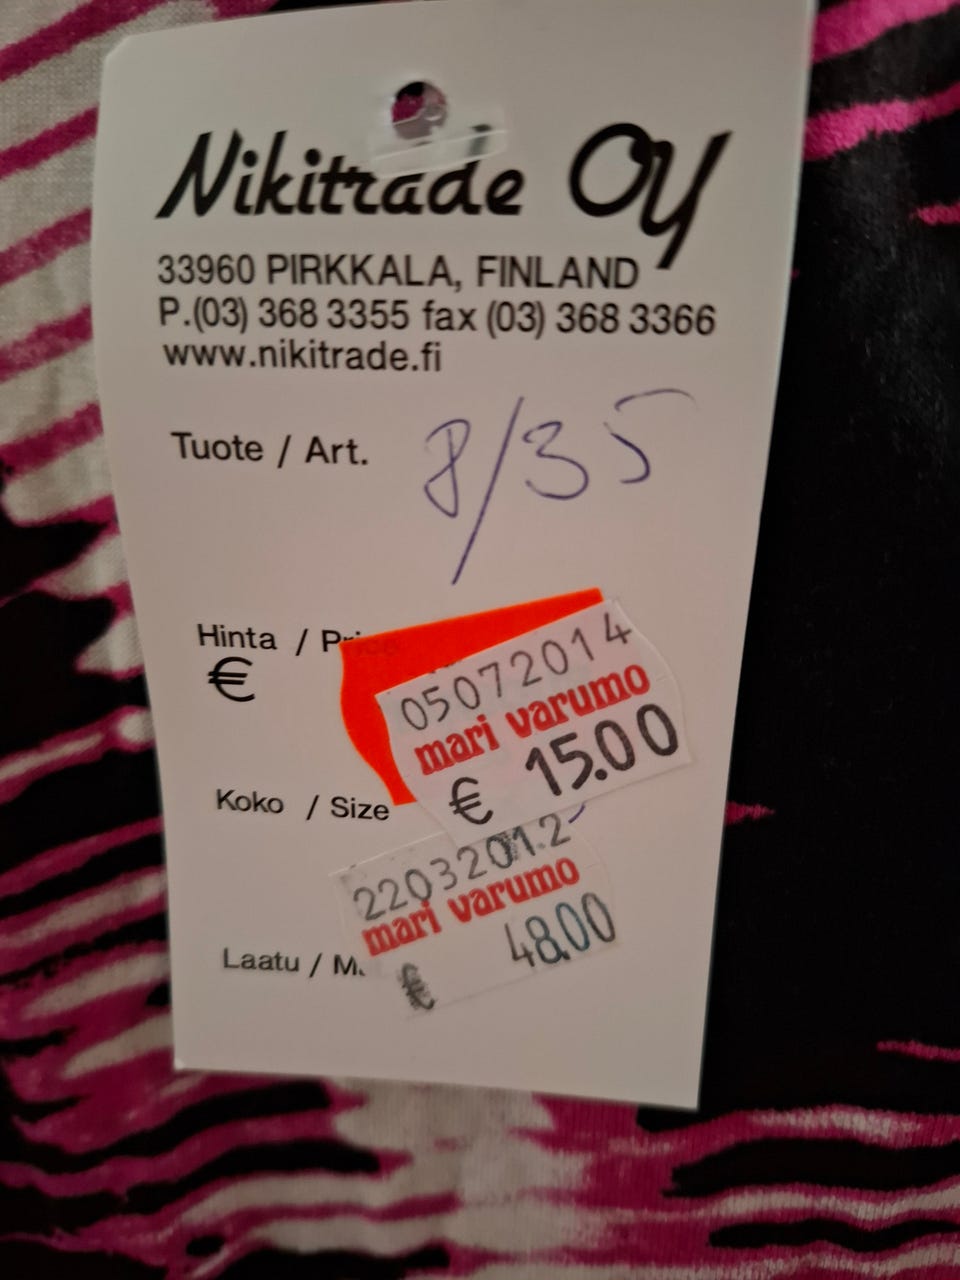 Nikitrade Oy
33960 PIRKKALA, FINLAND
P.(03) 368 3355 fax (03) 368 3366
www.nikitrade.fi
Tuote / Art. 8/35
Hinta / Price
€
05072014
mari varumo
€ 15.00
Koko / Size
22032012
mari varumo
€ 48.00
Laatu /